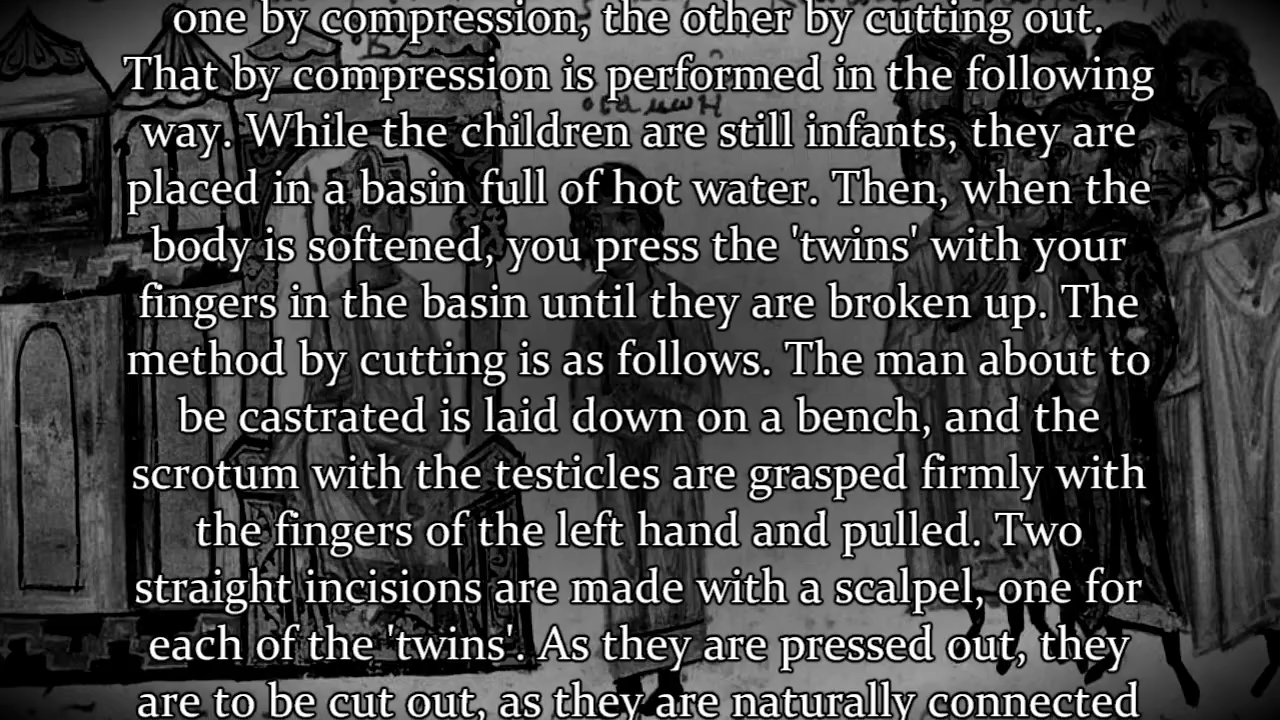 one by compression, the other by cutting out.
That by compression is performed in the following
way. While the children are still infants, they are
placed in a basin full of hot water. Then, when the
body is softened, you press the 'twins' with your
fingers in the basin until they are broken up. The
method by cutting is as follows. The man about to
be castrated is laid down on a bench, and the
scrotum with the testicles are grasped firmly with
the fingers of the left hand and pulled. Two
straight incisions are made with a scalpel, one for
each of the 'twins'. As they are pressed out, they
are to be cut out, as they are naturally connected